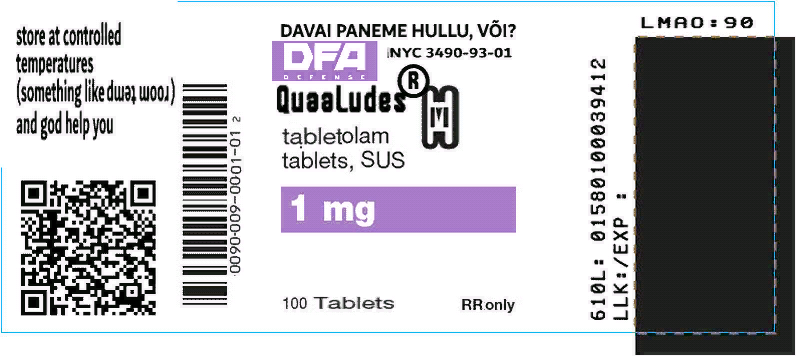 store at controlled
temperatures
(something like room temp)
and god help you
0090-009-0001-01 2
DAVAI PANEME HULLU, VÕI?
NYC 3490-93-01
DFA
DEFENSE
QuaaLudes®
tabletolam
tablets, SUS
1 mg
100 Tablets
RR only
610L: 01580100039412
LLK:/EXP :
LMAO:90